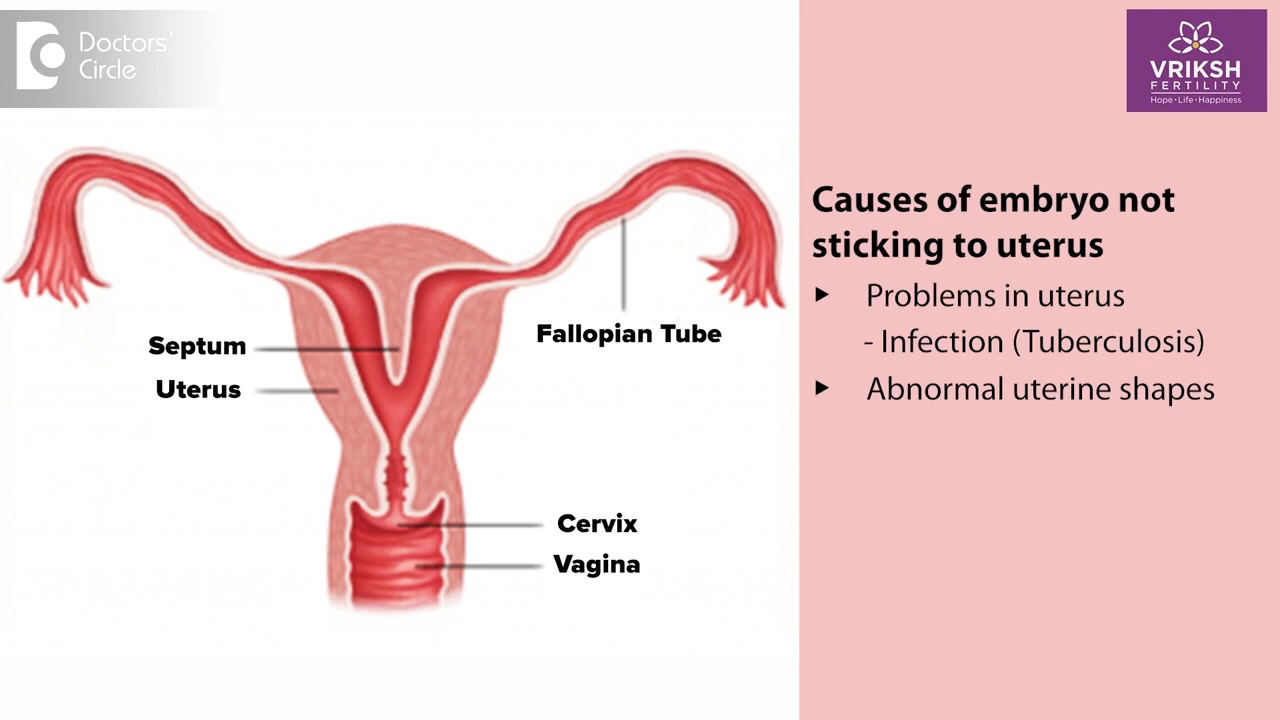 Doctors'
Circle
VRIKSH
FERTILITY
Hope·Life·Happiness
Septum
Uterus
Fallopian Tube
Cervix
Vagina
Causes of embryo not
sticking to uterus
► Problems in uterus
- Infection (Tuberculosis)
► Abnormal uterine shapes